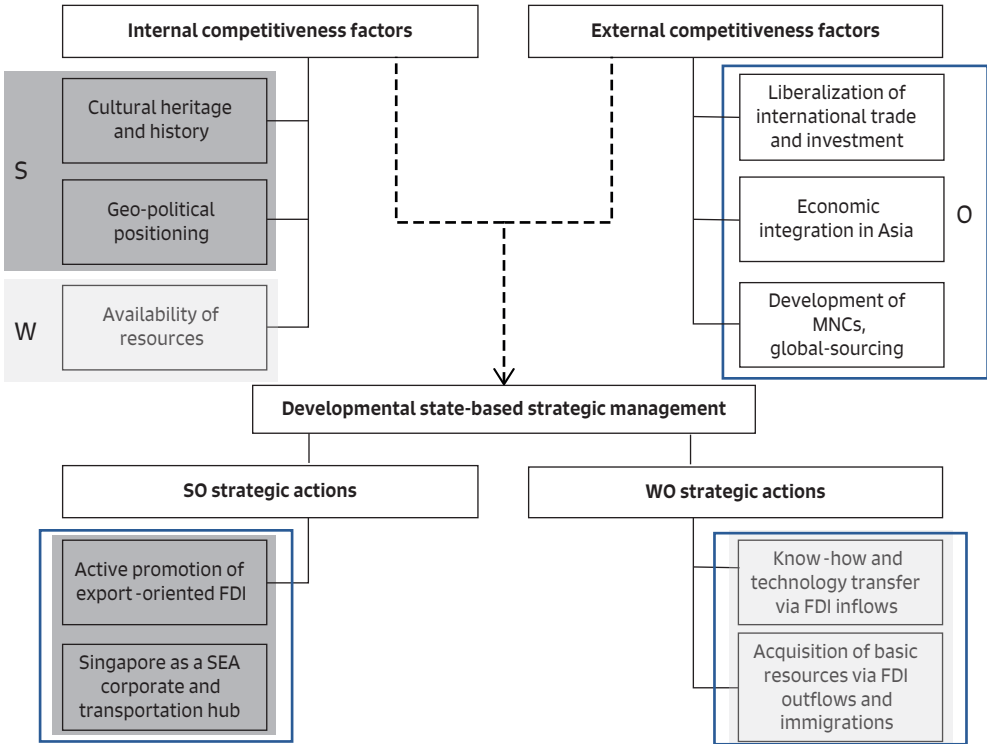 Internal competitiveness factors
External competitiveness factors
S
Cultural heritage
and history
Geo-political
positioning
W
Availability of
resources
Liberalization of
international trade
and investment
Economic
integration in Asia
O
Development of
MNCs,
global-sourcing
Developmental state-based strategic management
SO strategic actions
WO strategic actions
Active promotion of
export -oriented FDI
Singapore as a SEA
corporate and
transportation hub
Know -how and
technology transfer
via FDI inflows
Acquisition of basic
resources via FDI
outflows and
immigrations